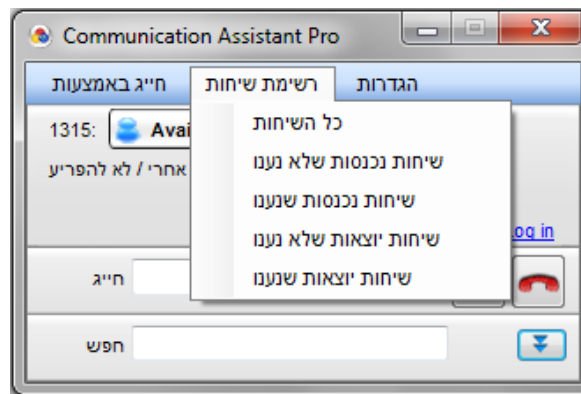 Communication Assistant Pro
חייג באמצעות רשימת שיחות הגדרות
1315: Avai
כל השיחות
אחרי / לא להפריע
שיחות נכנסות שלא נענו
שיחות נכנסות שנענו
שיחות יוצאות שלא נענו
Log in
שיחות יוצאות שנענו
חייג
חפש